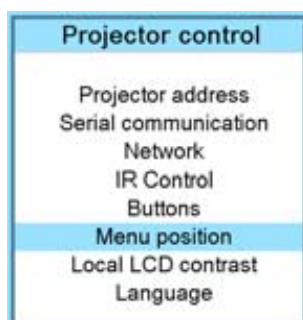 Projector control
Projector address
Serial communication
Network
IR Control
Buttons
Menu position
Local LCD contrast
Language